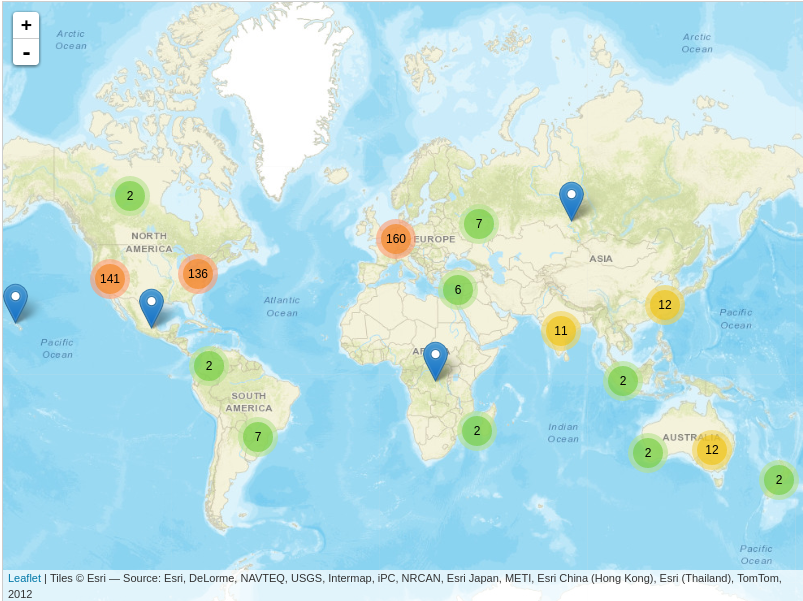 +
-
Arctic
Ocean
Arctic
Ocean
2
NORTH
AMERICA
7
160
EUROPE
ASIA
141
136
6
Atlantic
Ocean
12
Pacific
Ocean
11
Pacific
Ocean
2
2
SOUTH
AMERICA
7
2
Indian
Ocean
2
12
2
Pacific
Ocean
Leaflet | Tiles © Esri — Source: Esri, DeLorme, NAVTEQ, USGS, Intermap, iPC, NRCAN, Esri Japan, METI, Esri China (Hong Kong), Esri (Thailand), TomTom,
2012